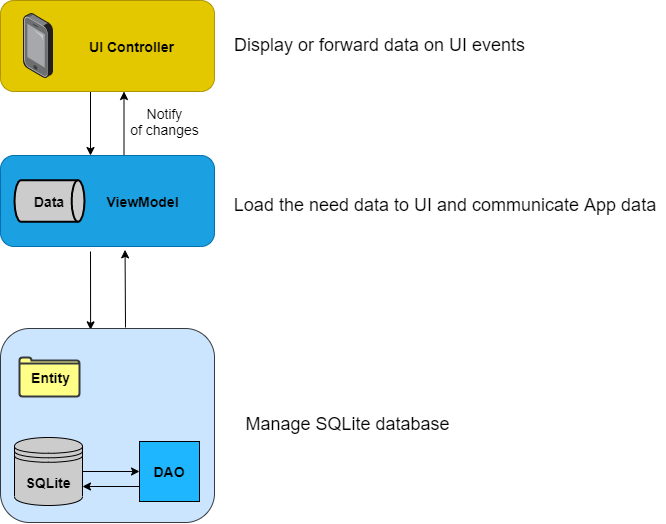 UI Controller
Display or forward data on UI events
Notify
of changes
Data
ViewModel
Load the need data to UI and communicate App data
Entity
Manage SQLite database
SQLite
DAO